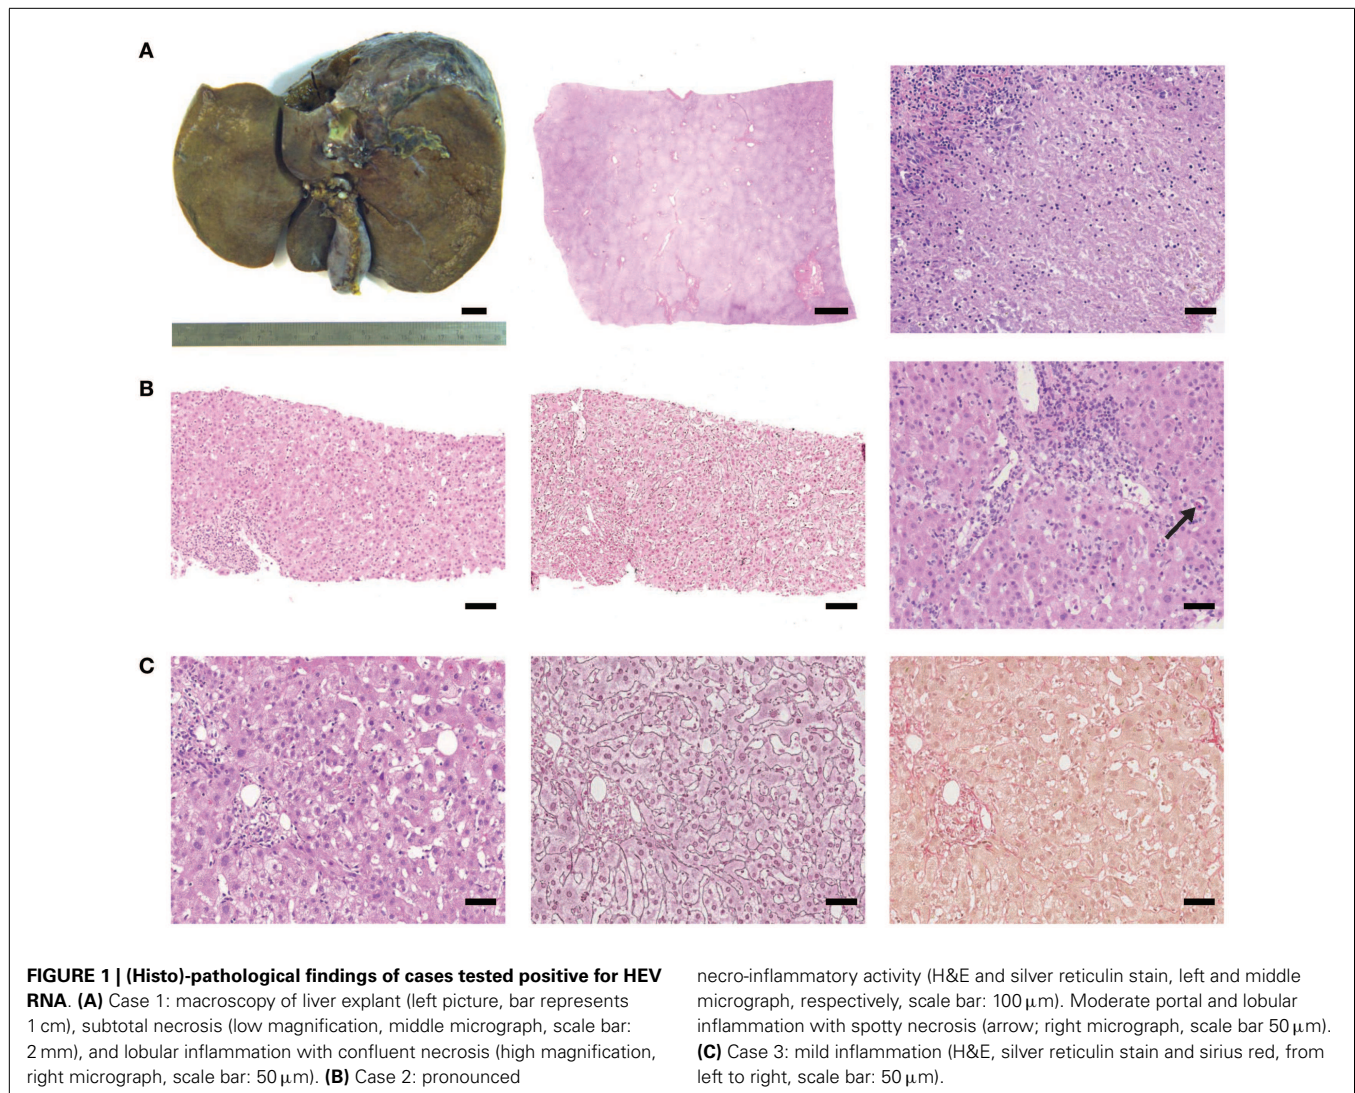 A
B
C
FIGURE 1 | (Histo)-pathological findings of cases tested positive for HEV
RNA. (A) Case 1: macroscopy of liver explant (left picture, bar represents
1 cm), subtotal necrosis (low magnification, middle micrograph, scale bar:
2 mm), and lobular inflammation with confluent necrosis (high magnification,
right micrograph, scale bar: 50 μm). (B) Case 2: pronounced
necro-inflammatory activity (H&E and silver reticulin stain, left and middle
micrograph, respectively, scale bar: 100 μm). Moderate portal and lobular
inflammation with spotty necrosis (arrow; right micrograph, scale bar 50 μm).
(C) Case 3: mild inflammation (H&E, silver reticulin stain and sirius red, from
left to right, scale bar: 50 μm).